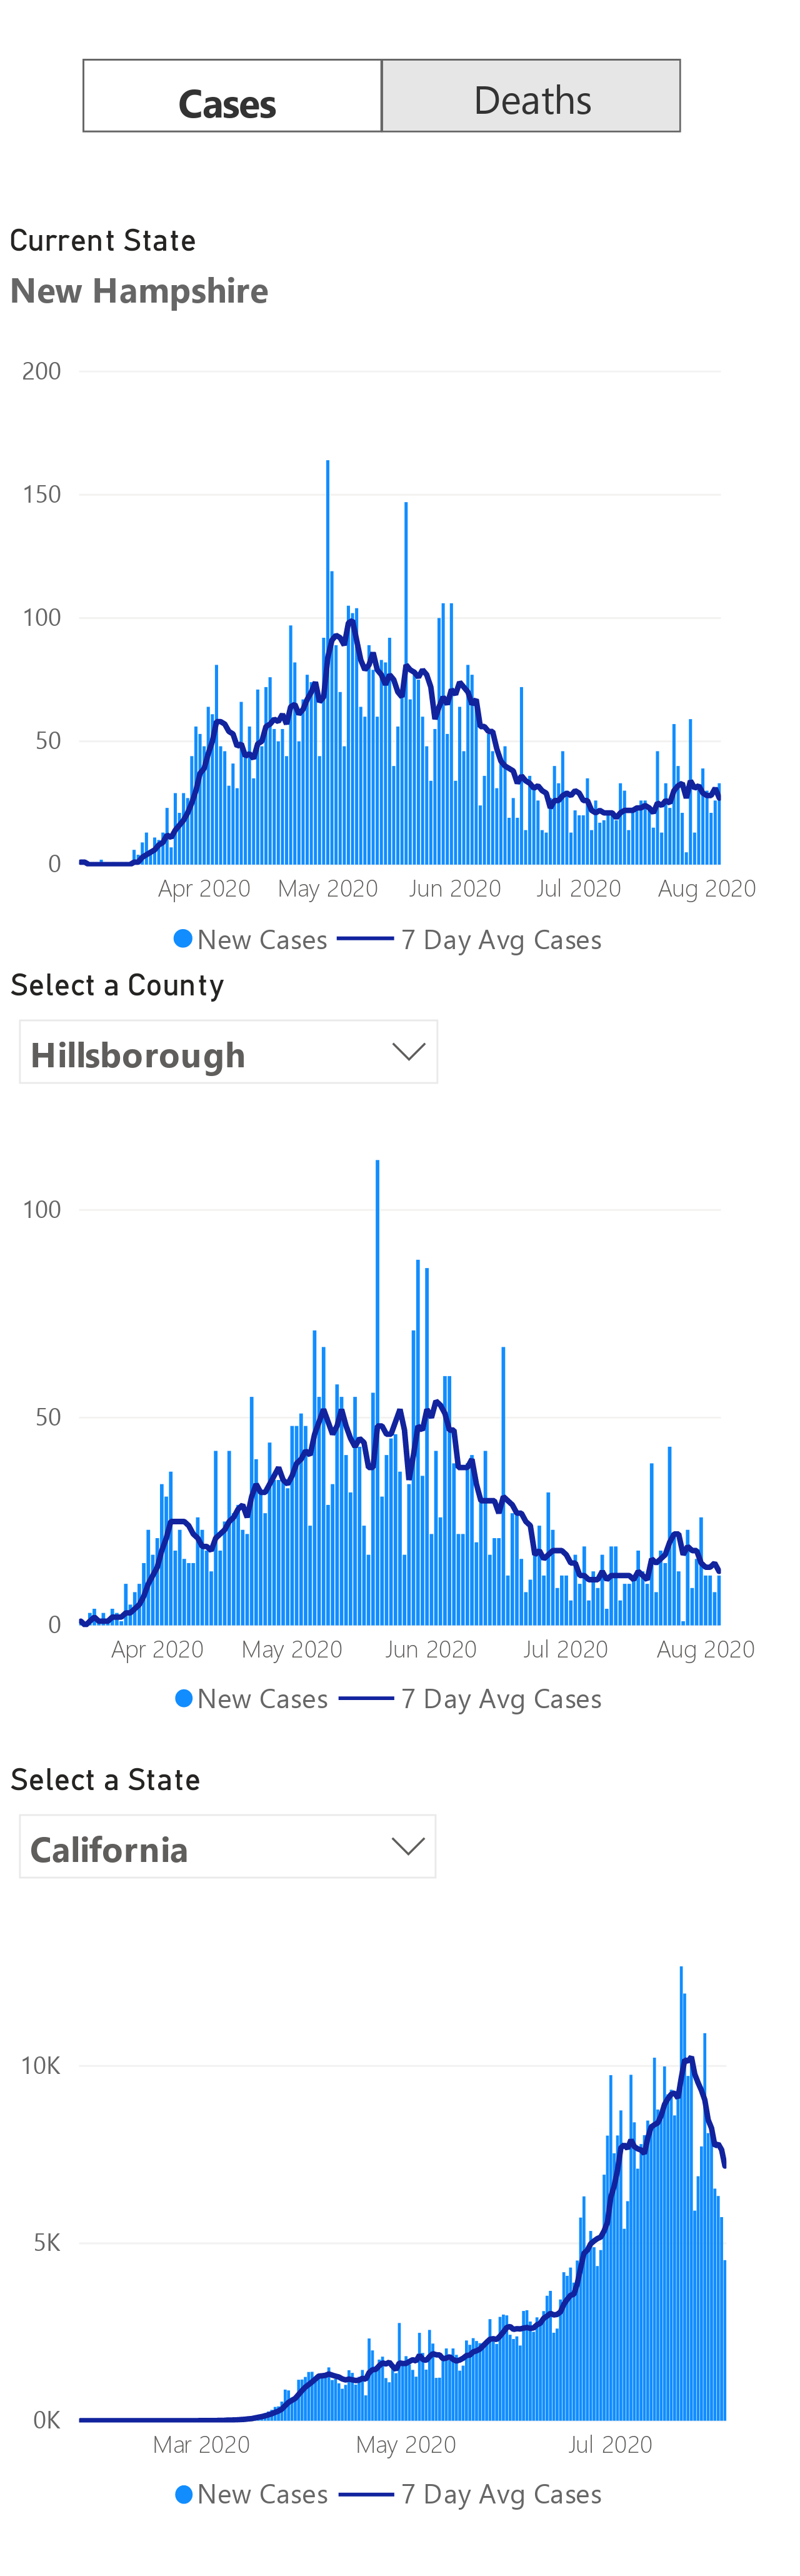 Cases Deaths
Current State
New Hampshire
200
150
100
50
0
Apr 2020 May 2020 Jun 2020 Jul 2020 Aug 2020
New Cases 7 Day Avg Cases
Select a County
Hillsborough
100
50
0
Apr 2020 May 2020 Jun 2020 Jul 2020 Aug 2020
New Cases 7 Day Avg Cases
Select a State
California
10K
5K
0K
Mar 2020 May 2020 Jul 2020
New Cases 7 Day Avg Cases